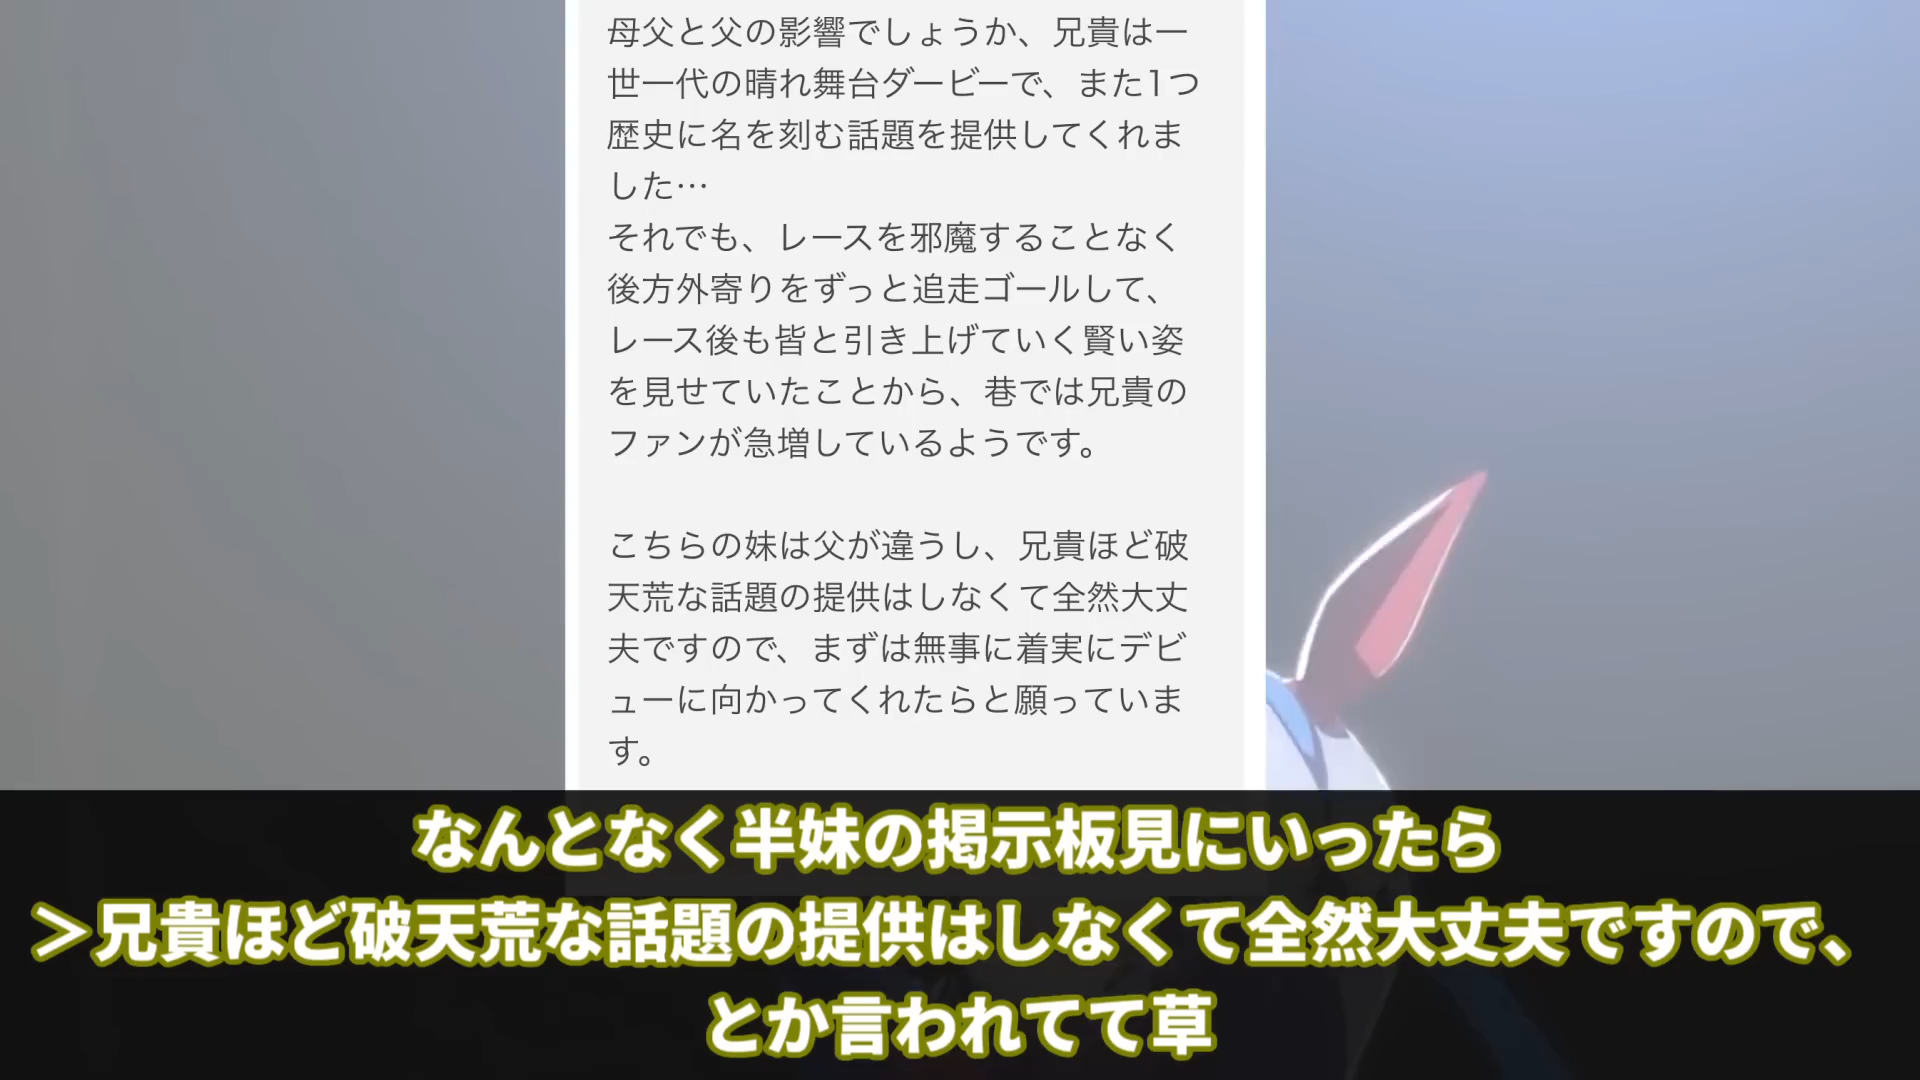 母父と父の影響でしょうか、兄貴は一
世一代の晴れ舞台ダービーで、また1つ
歴史に名を刻む話題を提供してくれま
した…
それでも、レースを邪魔することなく
後方外寄りをずっと追走ゴールして、
レース後も皆と引き上げていく賢い姿
を見せていたことから、巷では兄貴の
ファンが急増しているようです。
こちらの妹は父が違うし、兄貴ほど破
天荒な話題の提供はしなくて全然大丈
夫ですので、まずは無事に着実にデビ
ューに向かってくれたらと願っていま
す。
なんとなく半妹の掲示板見にいったら
＞兄貴ほど破天荒な話題の提供はしなくて全然大丈夫ですので、
とか言われてて草